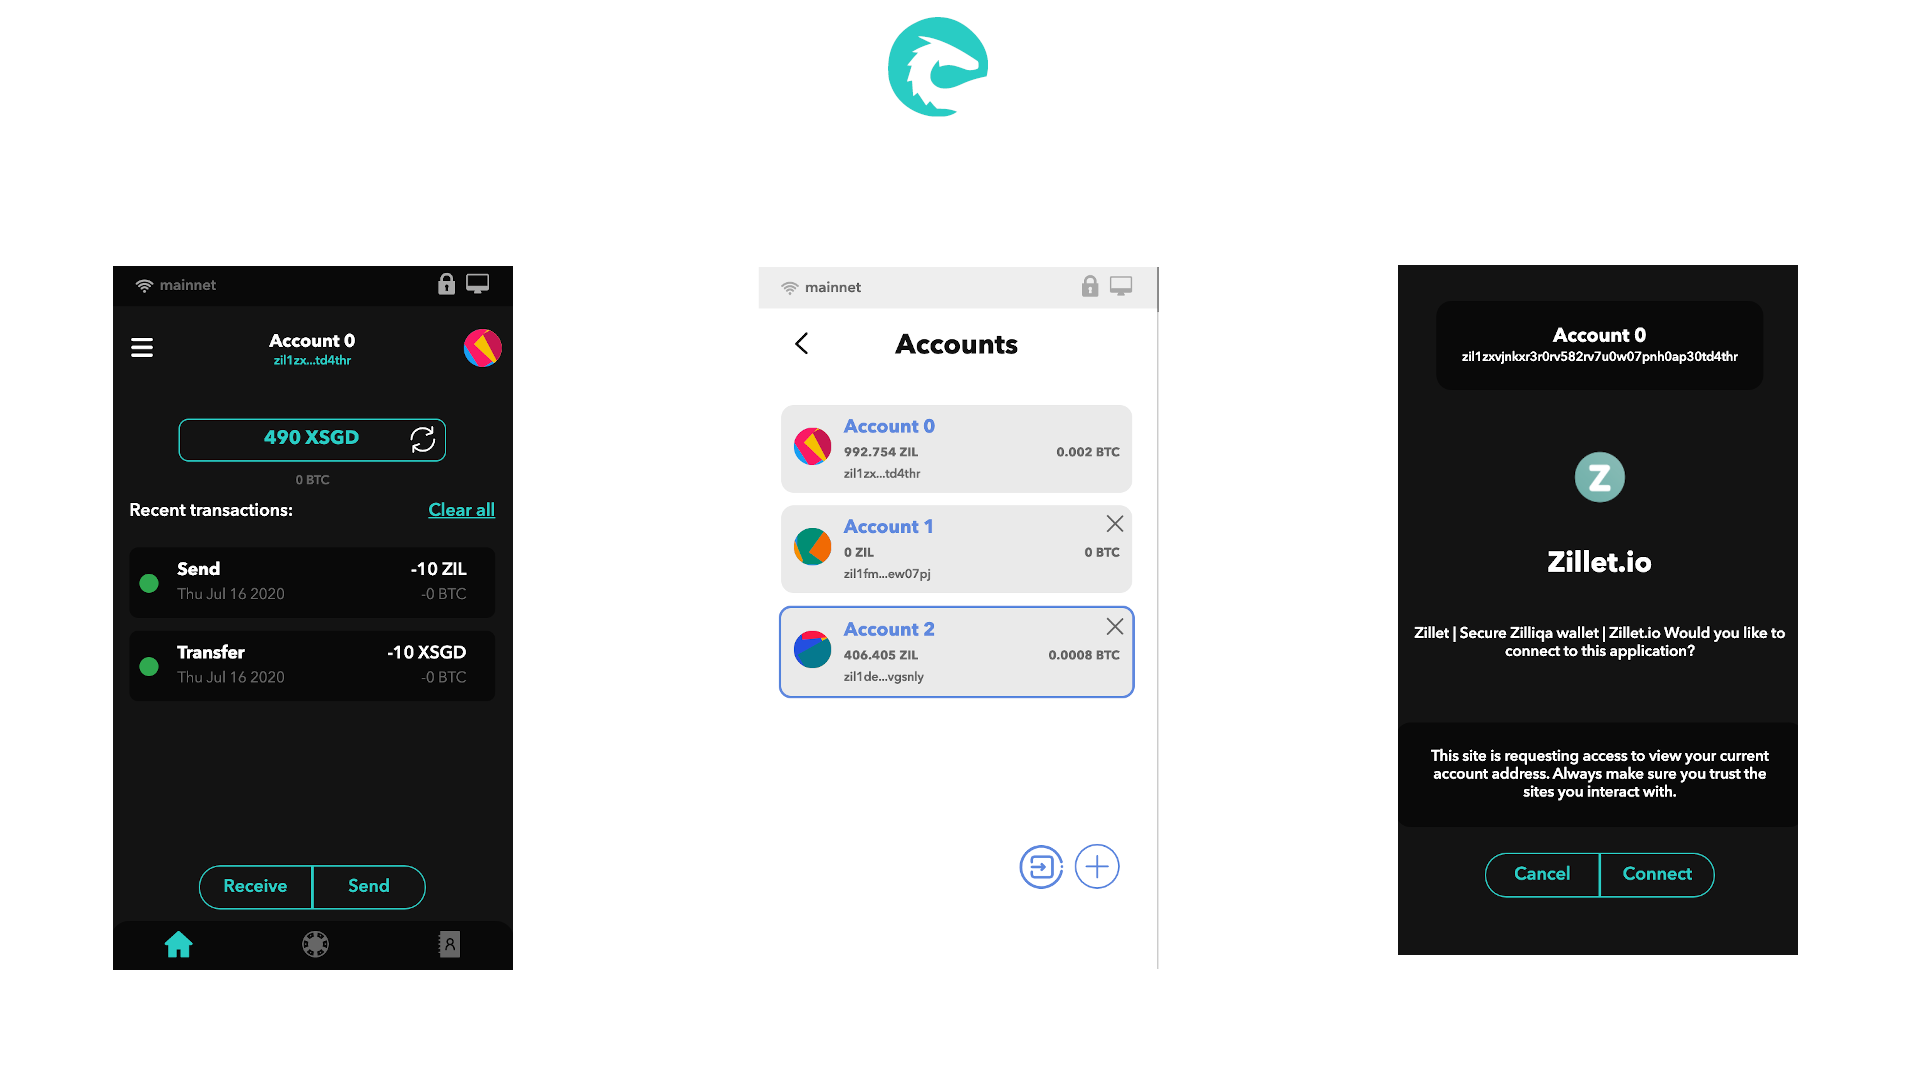 mainnet
Account 0
zil1zx...td4thr
490 XSGD
0 BTC
Recent transactions:
Clear all
Send
-10 ZIL
Thu Jul 16 2020
-0 BTC
Transfer
-10 XSGD
Thu Jul 16 2020
-0 BTC
Receive
Send
mainnet
Accounts
Account 0
992.754 ZIL
0.002 BTC
zil1zx...td4thr
Account 1
0 ZIL
0 BTC
zil1fm...ew07pj
Account 2
406.405 ZIL
0.0008 BTC
zil1de...vgsnly
Account 0
zil1zxvjnkxr3r0rv582rv7u0w07pnh0ap30td4thr
Z
Zillet.io
Zillet | Secure Zilliqa wallet | Zillet.io Would you like to
connect to this application?
This site is requesting access to view your current
account address. Always make sure you trust the
sites you interact with.
Cancel
Connect